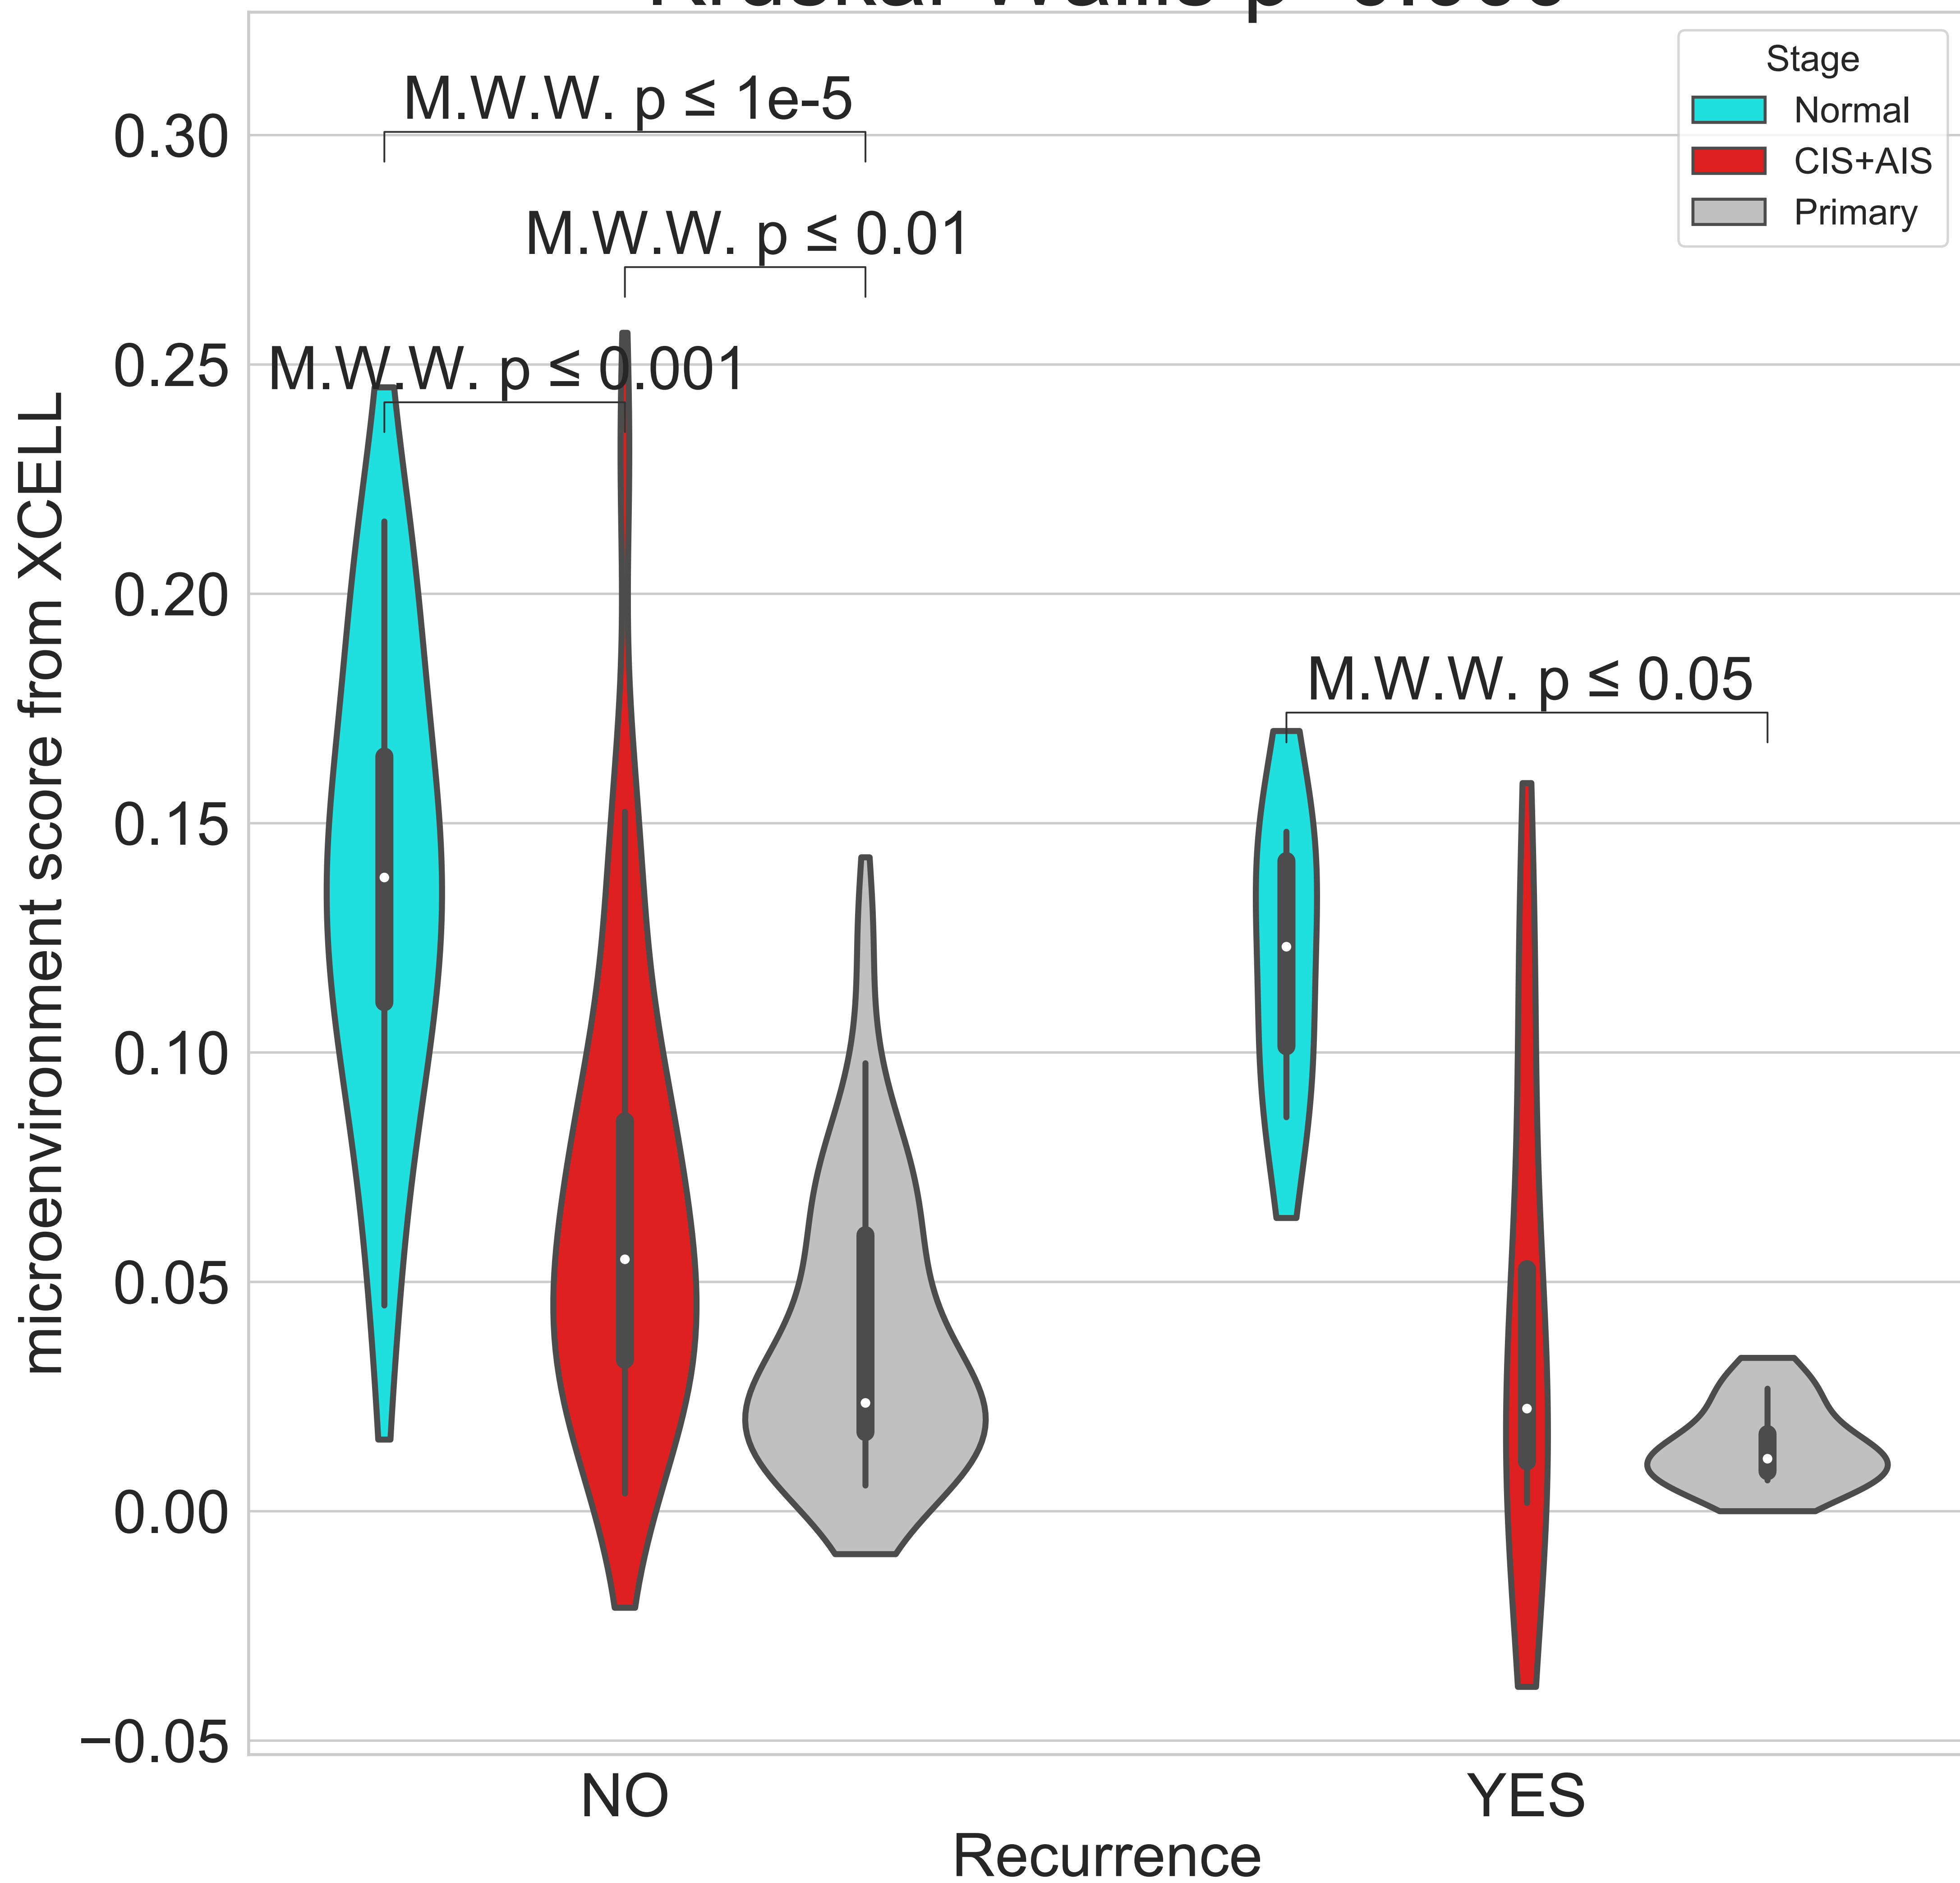 Stage
Normal
CIS+AIS
Primary
M.W.W. p ≤ 1e-5
M.W.W. p ≤ 0.01
M.W.W. p ≤ 0.001
M.W.W. p ≤ 0.05
0.30
0.25
0.20
0.15
0.10
0.05
0.00
−0.05
microenvironment score from XCELL
NO
YES
Recurrence